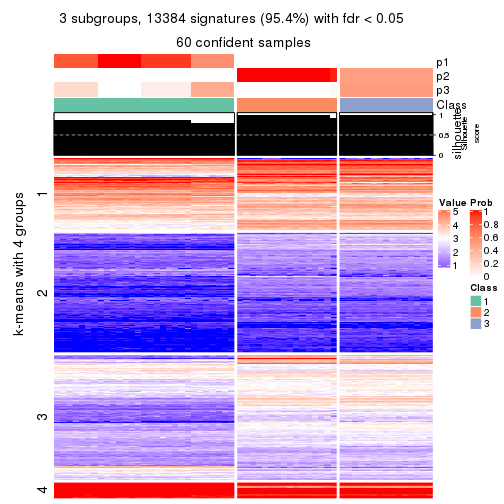 3 subgroups, 13384 signatures (95.4%) with fdr < 0.05
60 confident samples
p1
p2
p3
Class
silhouette
Silhouette
score
1
0.5
0
k-means with 4 groups
1
2
3
4
Value
5
4
3
2
1
Prob
1
0.8
0.6
0.4
0.2
0
Class
1
2
3